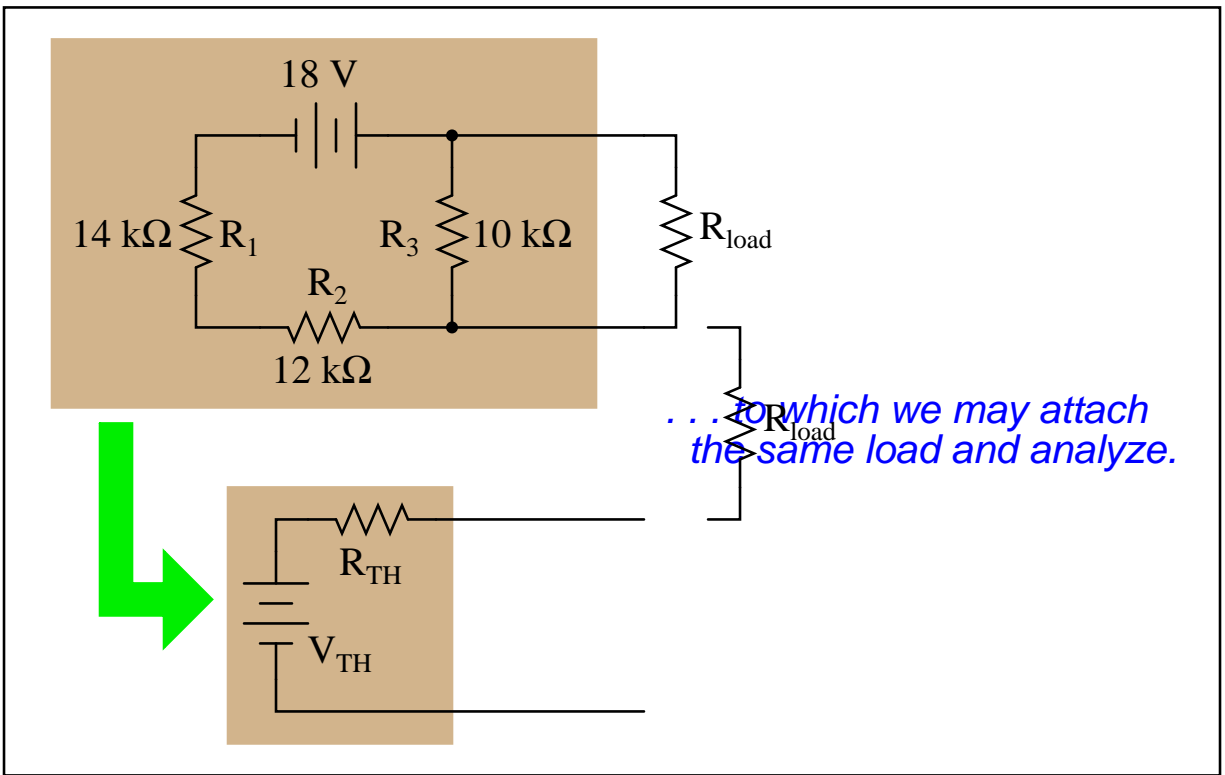 18 V
14 kΩ
R1
R3
10 kΩ
Rload
R2
12 kΩ
. . . to which we may attach
the same load and analyze.
Rload
RTH
VTH